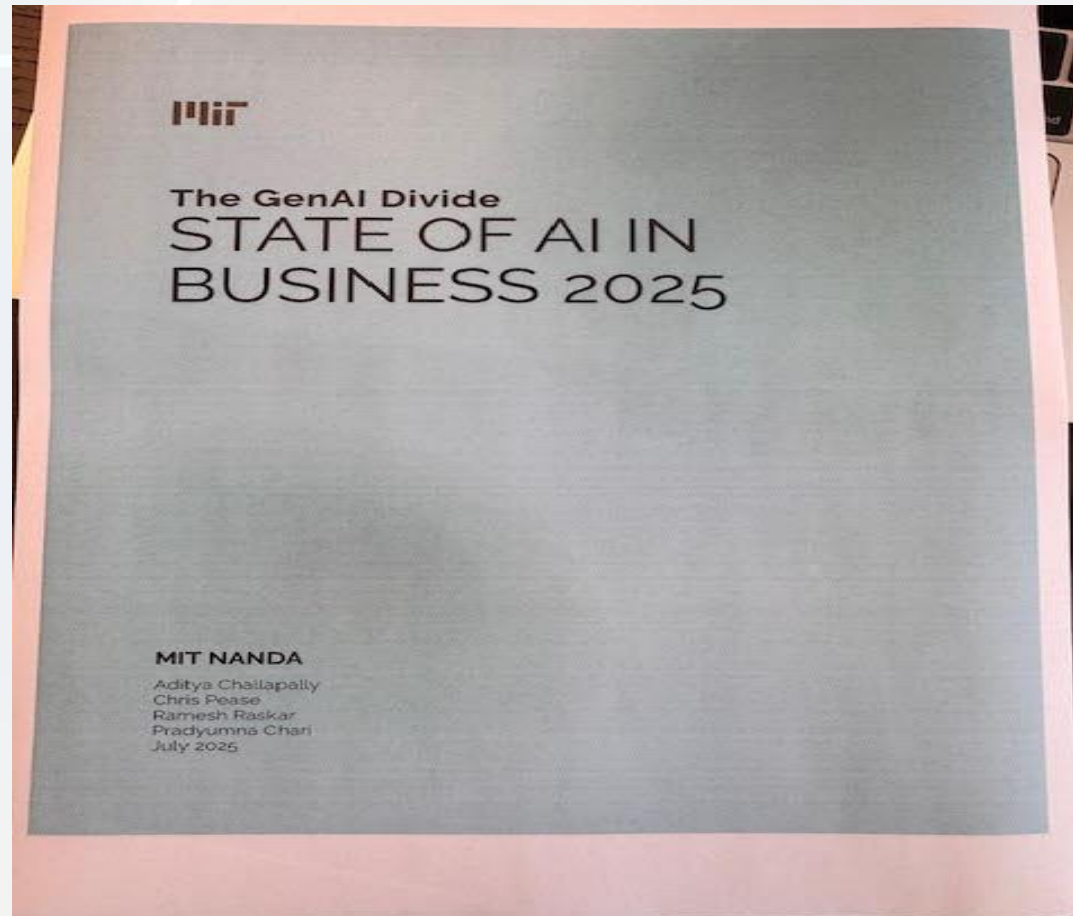 MIT
The GenAI Divide
STATE OF AI IN
BUSINESS 2025
MIT NANDA
Aditya Challapally
Chris Pease
Ramesh Raskar
Pradyumna Chari
July 2025